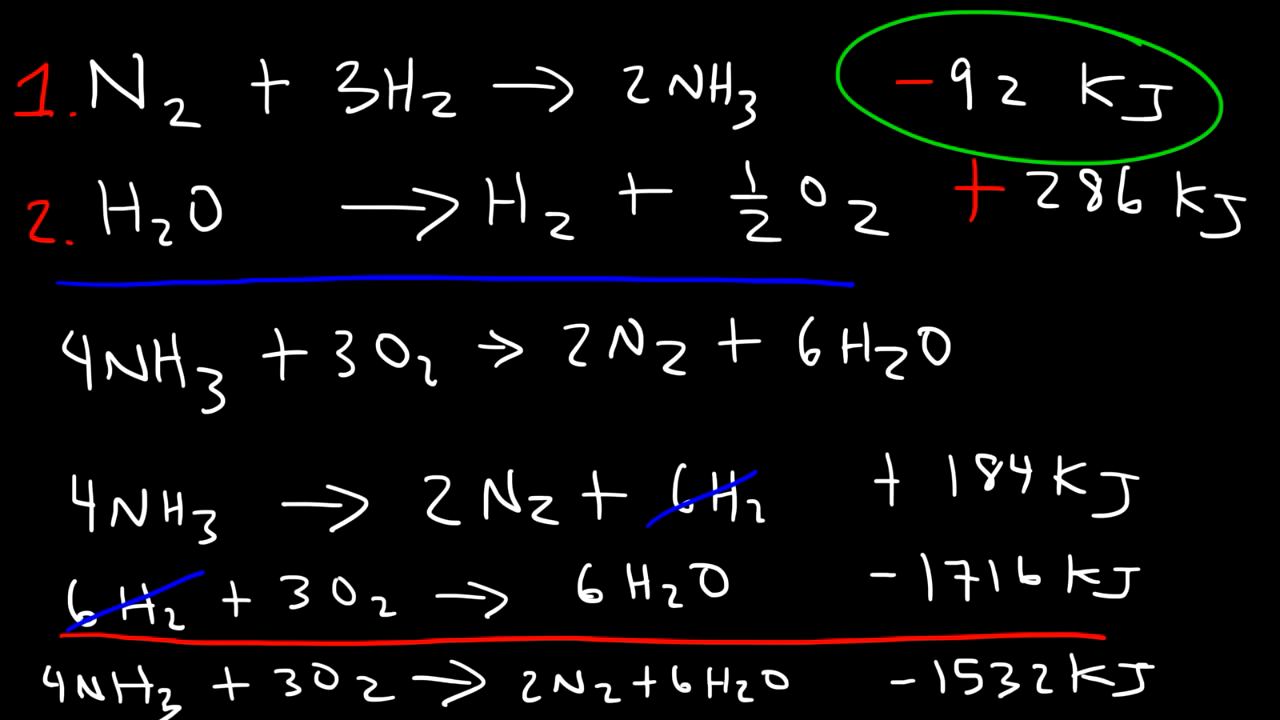 1. N₂ + 3H₂ → 2NH₃ -92 KJ
2. H₂O → H₂ + ½ O₂ + 286 KJ
4NH₃ + 3O₂ → 2N₂ + 6H₂O
4NH₃ → 2N₂ + 6H₂ + 184 KJ
6H₂ + 3O₂ → 6H₂O - 1716 KJ
4NH₃ + 3O₂ → 2N₂ + 6H₂O - 1532 KJ